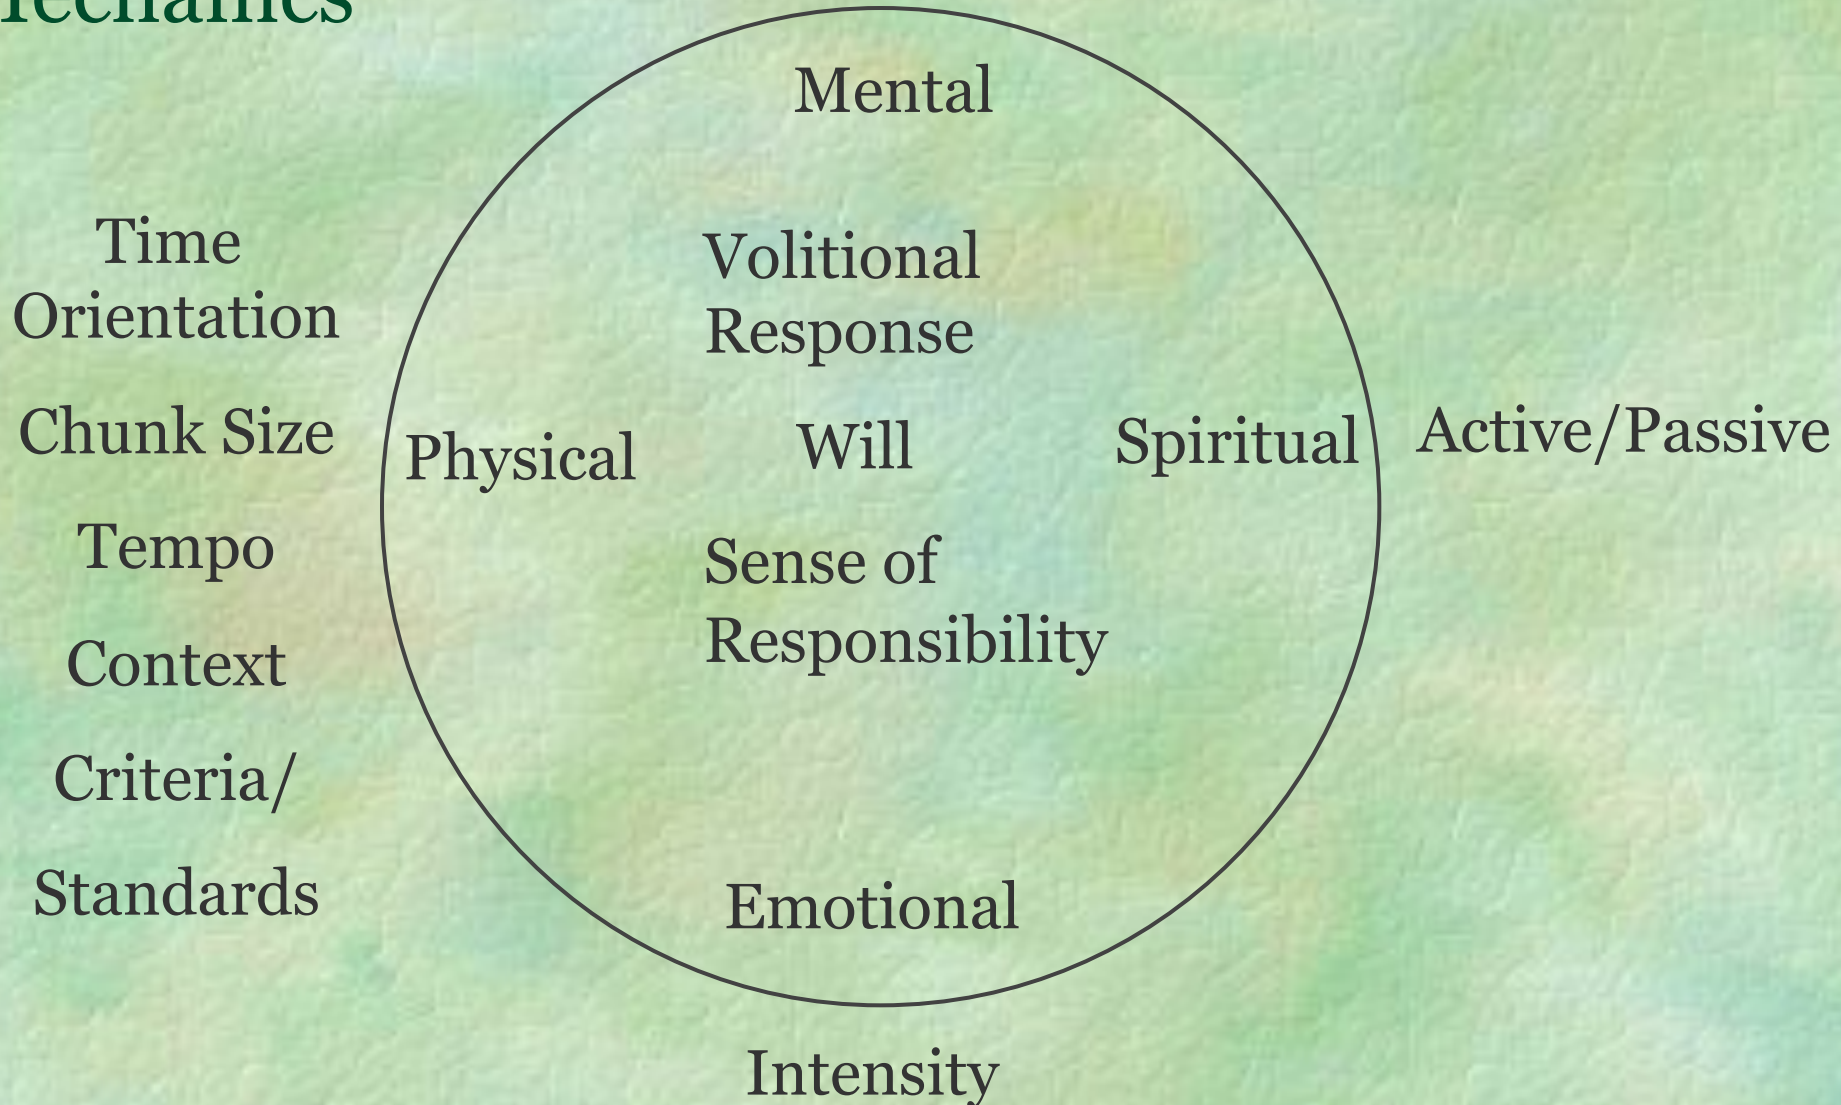 Mental
Time
Orientation
Chunk Size
Tempo
Context
Criteria/
Standards
Volitional
Response
Physical
Will
Spiritual
Sense of
Responsibility
Emotional
Active/Passive
Intensity